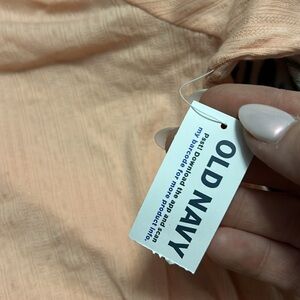 OLD NAVY
Psst! Download the app and scan
my barcode for more product info.